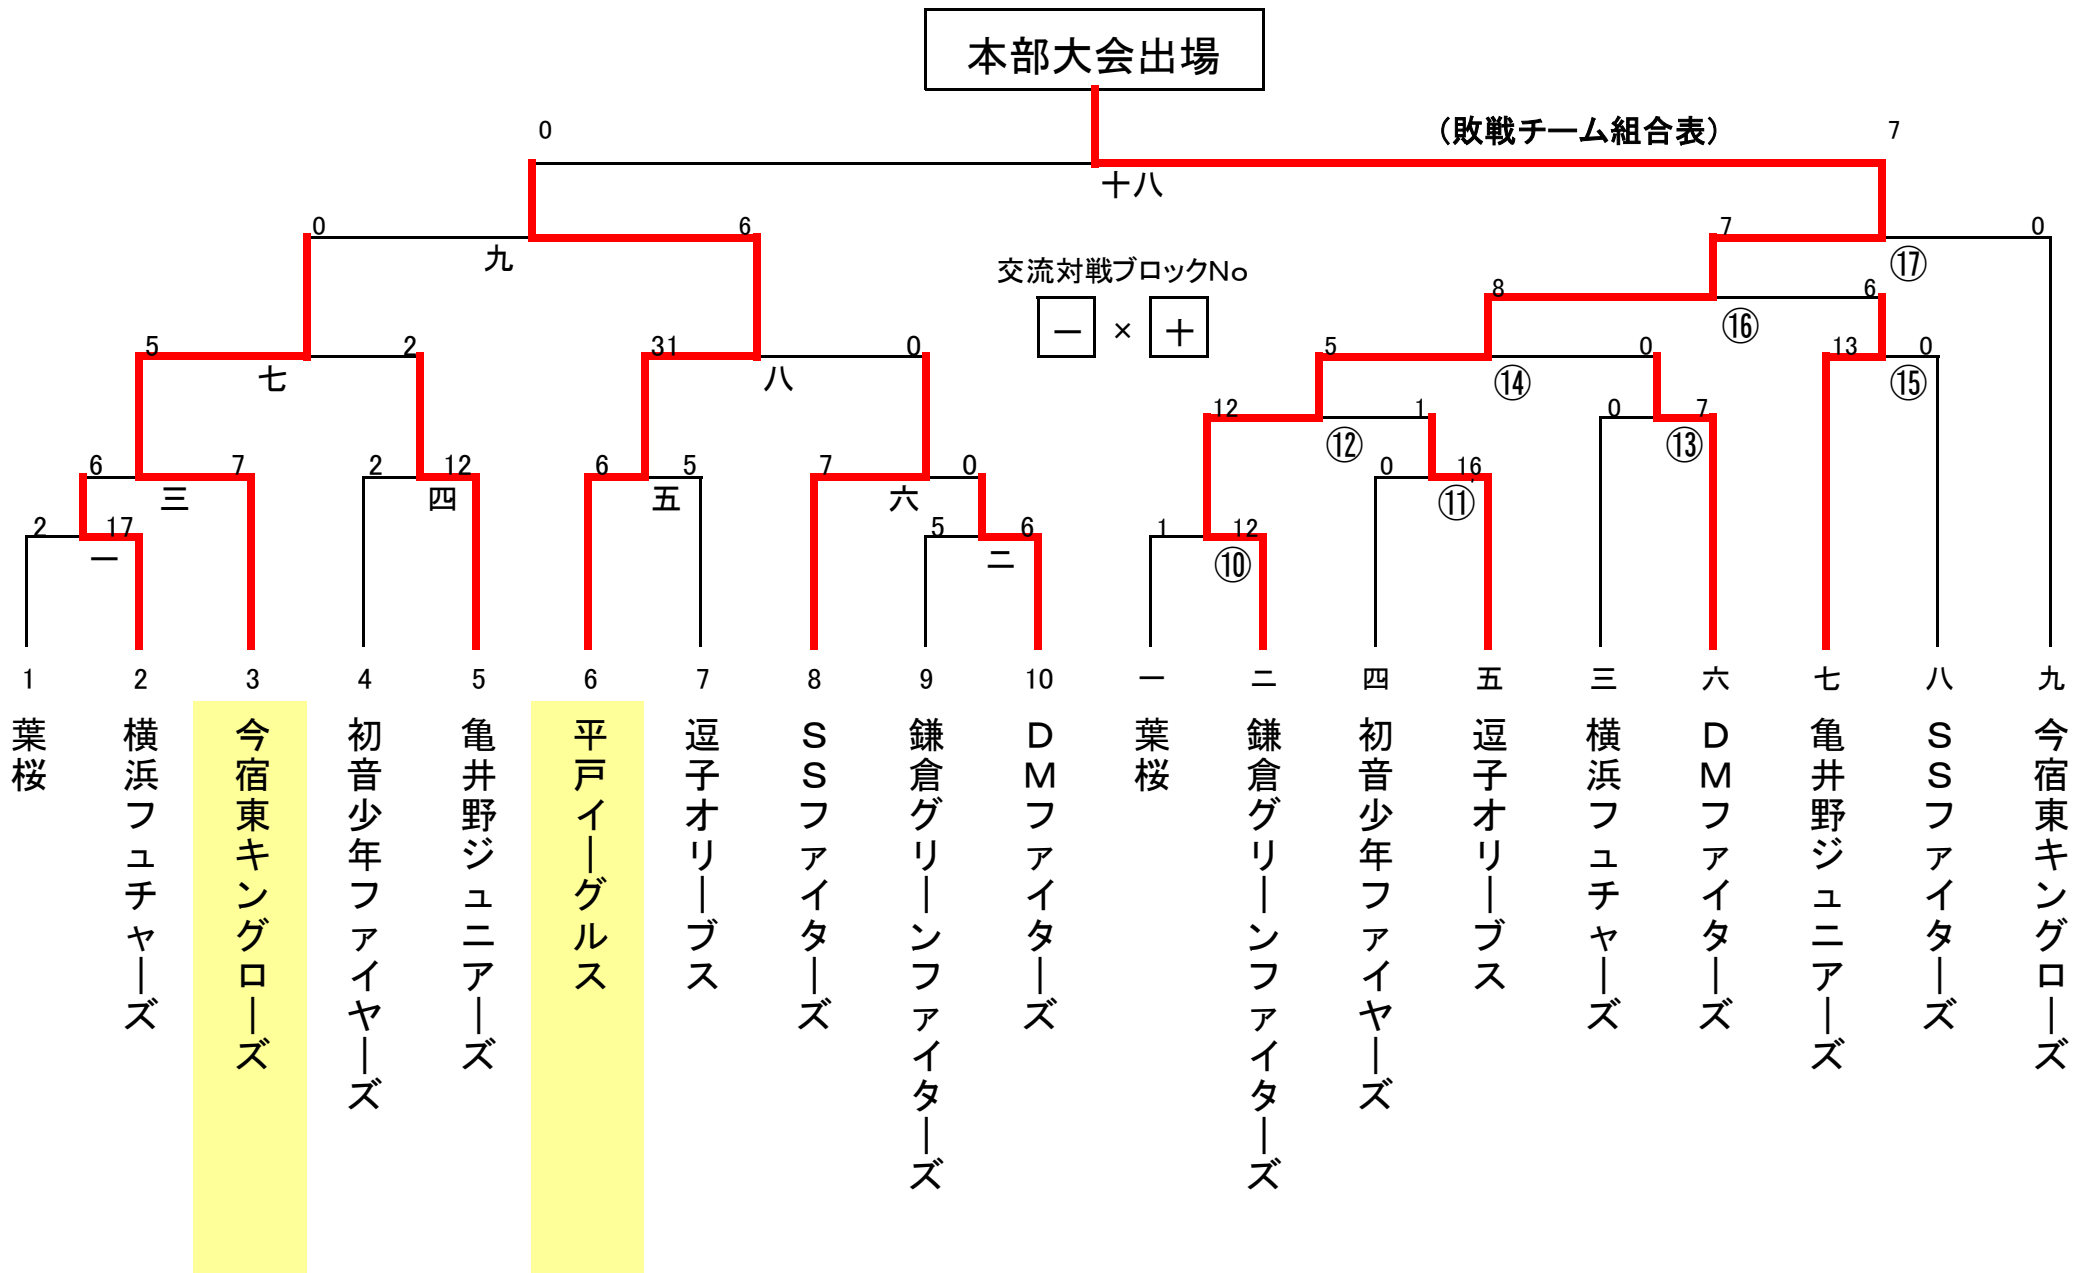 本部大会出場
0
(敗戦チーム組合表)
7
十八
0
6
7
0
九
⑰
交流対戦ブロックNo
一 × 十
8
6
⑯
5
2
31
0
5
0
13
0
七
八
⑭
⑮
12
1
0
7
⑫
⑬
6
7
2
12
6
5
7
0
0
16
三
四
五
六
⑪
2
17
5
6
1
12
一
二
⑩
1 2 3 4 5 6 7 8 9 10 一 二 四 五 三 六 七 八 九
葉桜
横浜フュチャーズ
今宿東キングローズ
初音少年ファイヤーズ
亀井野ジュニアーズ
平戸イーグルス
逗子オリーブス
SSファイターズ
鎌倉グリーンファイターズ
DMファイターズ
葉桜
鎌倉グリーンファイターズ
初音少年ファイヤーズ
逗子オリーブス
横浜フュチャーズ
DMファイターズ
亀井野ジュニアーズ
SSファイターズ
今宿東キングローズ